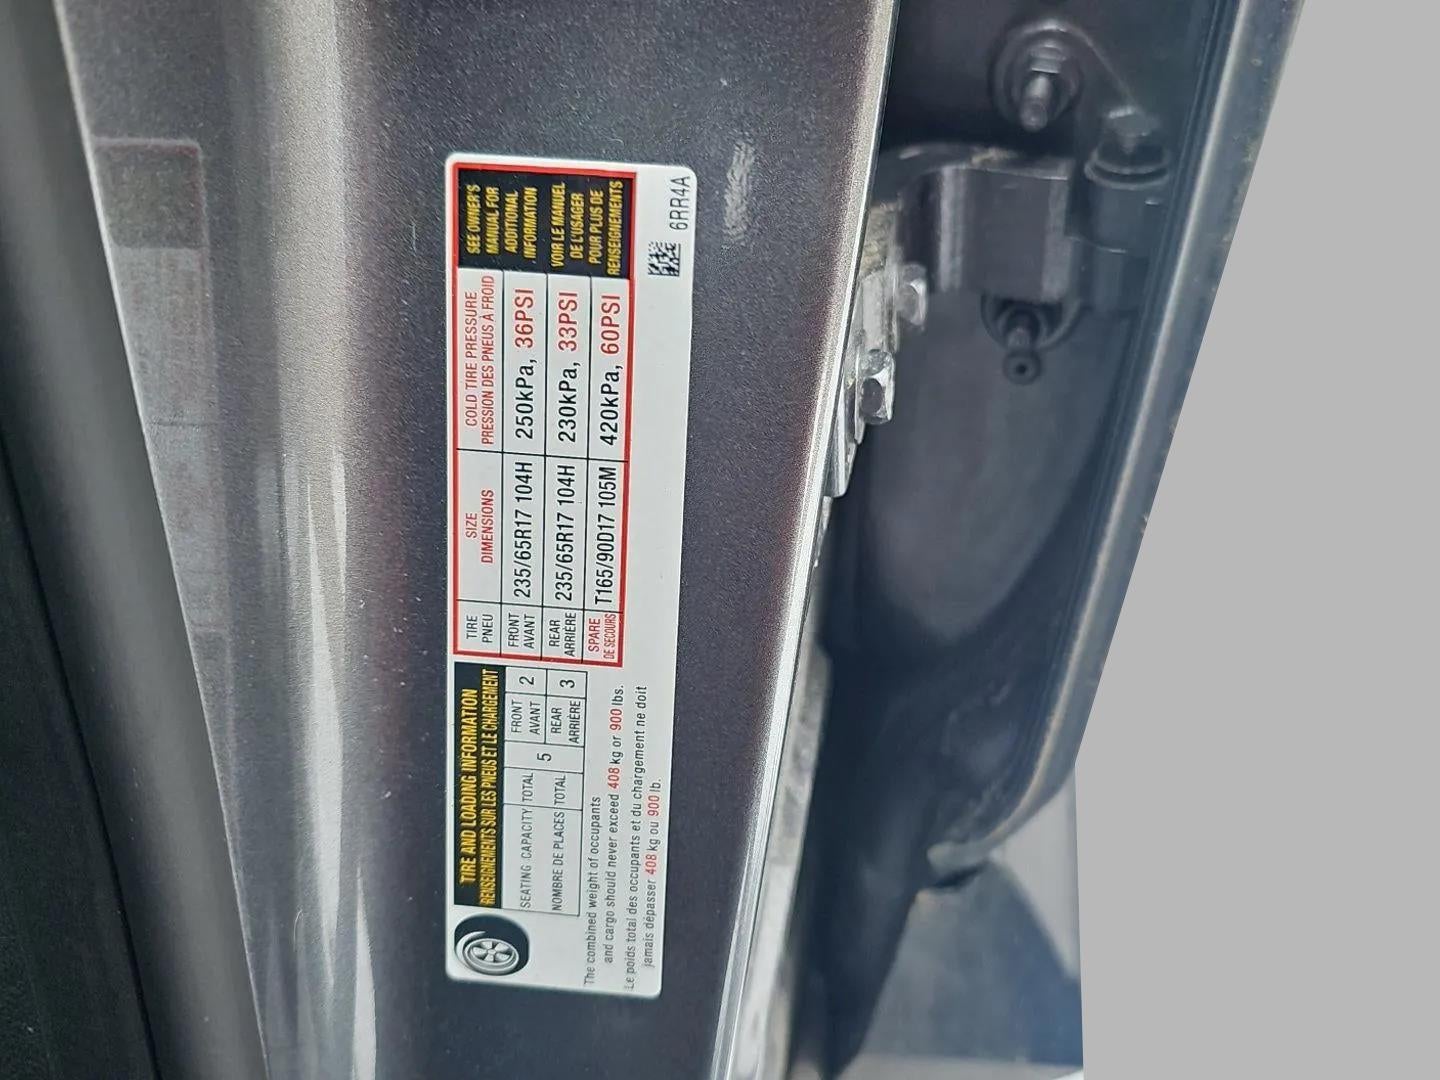 TIRE AND LOADING INFORMATION
RENSEIGNEMENTS SUR LES PNEUS ET LE CHARGEMENT
SEATING CAPACITY
NOMBRE DE PLACES
TOTAL
TOTAL
5
FRONT
AVANT
2
REAR
ARRIÈRE
3
The combined weight of occupants
and cargo should never exceed 408 kg or 900 lbs.
Le poids total des occupants et du chargement ne doit
jamais dépasser 408 kg ou 900 lb.
TIRE
PNEU
SIZE
DIMENSIONS
COLD TIRE PRESSURE
PRESSION DES PNEUS À FROID
FRONT
AVANT
235/65R17 104H
250kPa, 36PSI
REAR
ARRIÈRE
235/65R17 104H
230kPa, 33PSI
SPARE
DE SECOURS
T165/90D17 105M
420kPa, 60PSI
SEE OWNER'S
MANUAL FOR
ADDITIONAL
INFORMATION
VOIR LE MANUEL
DE L'USAGER
POUR PLUS DE
RENSEIGNEMENTS
6RR4A